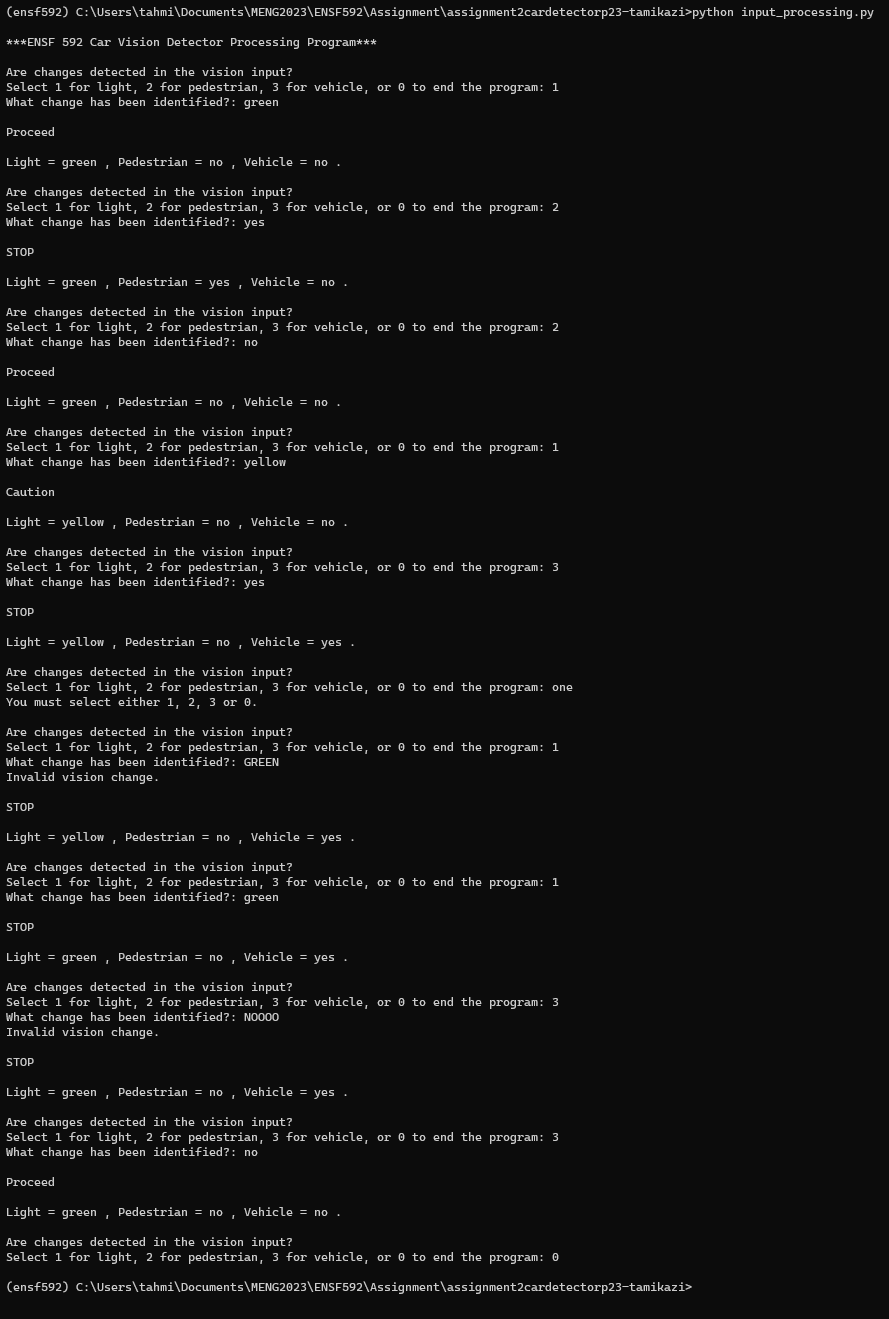 (ensf592) C:\Users\tahmi\Documents\MENG2023\ENSF592\Assignment\assignment2cardetectorp23-tamikazi>python input_processing.py
***ENSF 592 Car Vision Detector Processing Program***
Are changes detected in the vision input?
Select 1 for light, 2 for pedestrian, 3 for vehicle, or 0 to end the program: 1
What change has been identified?: green
Proceed
Light = green , Pedestrian = no , Vehicle = no .
Are changes detected in the vision input?
Select 1 for light, 2 for pedestrian, 3 for vehicle, or 0 to end the program: 2
What change has been identified?: yes
STOP
Light = green , Pedestrian = yes , Vehicle = no .
Are changes detected in the vision input?
Select 1 for light, 2 for pedestrian, 3 for vehicle, or 0 to end the program: 2
What change has been identified?: no
Proceed
Light = green , Pedestrian = no , Vehicle = no .
Are changes detected in the vision input?
Select 1 for light, 2 for pedestrian, 3 for vehicle, or 0 to end the program: 1
What change has been identified?: yellow
Caution
Light = yellow , Pedestrian = no , Vehicle = no .
Are changes detected in the vision input?
Select 1 for light, 2 for pedestrian, 3 for vehicle, or 0 to end the program: 3
What change has been identified?: yes
STOP
Light = yellow , Pedestrian = no , Vehicle = yes .
Are changes detected in the vision input?
Select 1 for light, 2 for pedestrian, 3 for vehicle, or 0 to end the program: one
You must select either 1, 2, 3 or 0.
Are changes detected in the vision input?
Select 1 for light, 2 for pedestrian, 3 for vehicle, or 0 to end the program: 1
What change has been identified?: GREEN
Invalid vision change.
STOP
Light = yellow , Pedestrian = no , Vehicle = yes .
Are changes detected in the vision input?
Select 1 for light, 2 for pedestrian, 3 for vehicle, or 0 to end the program: 1
What change has been identified?: green
STOP
Light = green , Pedestrian = no , Vehicle = yes .
Are changes detected in the vision input?
Select 1 for light, 2 for pedestrian, 3 for vehicle, or 0 to end the program: 3
What change has been identified?: NOOOO
Invalid vision change.
STOP
Light = green , Pedestrian = no , Vehicle = yes .
Are changes detected in the vision input?
Select 1 for light, 2 for pedestrian, 3 for vehicle, or 0 to end the program: 3
What change has been identified?: no
Proceed
Light = green , Pedestrian = no , Vehicle = no .
Are changes detected in the vision input?
Select 1 for light, 2 for pedestrian, 3 for vehicle, or 0 to end the program: 0
(ensf592) C:\Users\tahmi\Documents\MENG2023\ENSF592\Assignment\assignment2cardetectorp23-tamikazi>